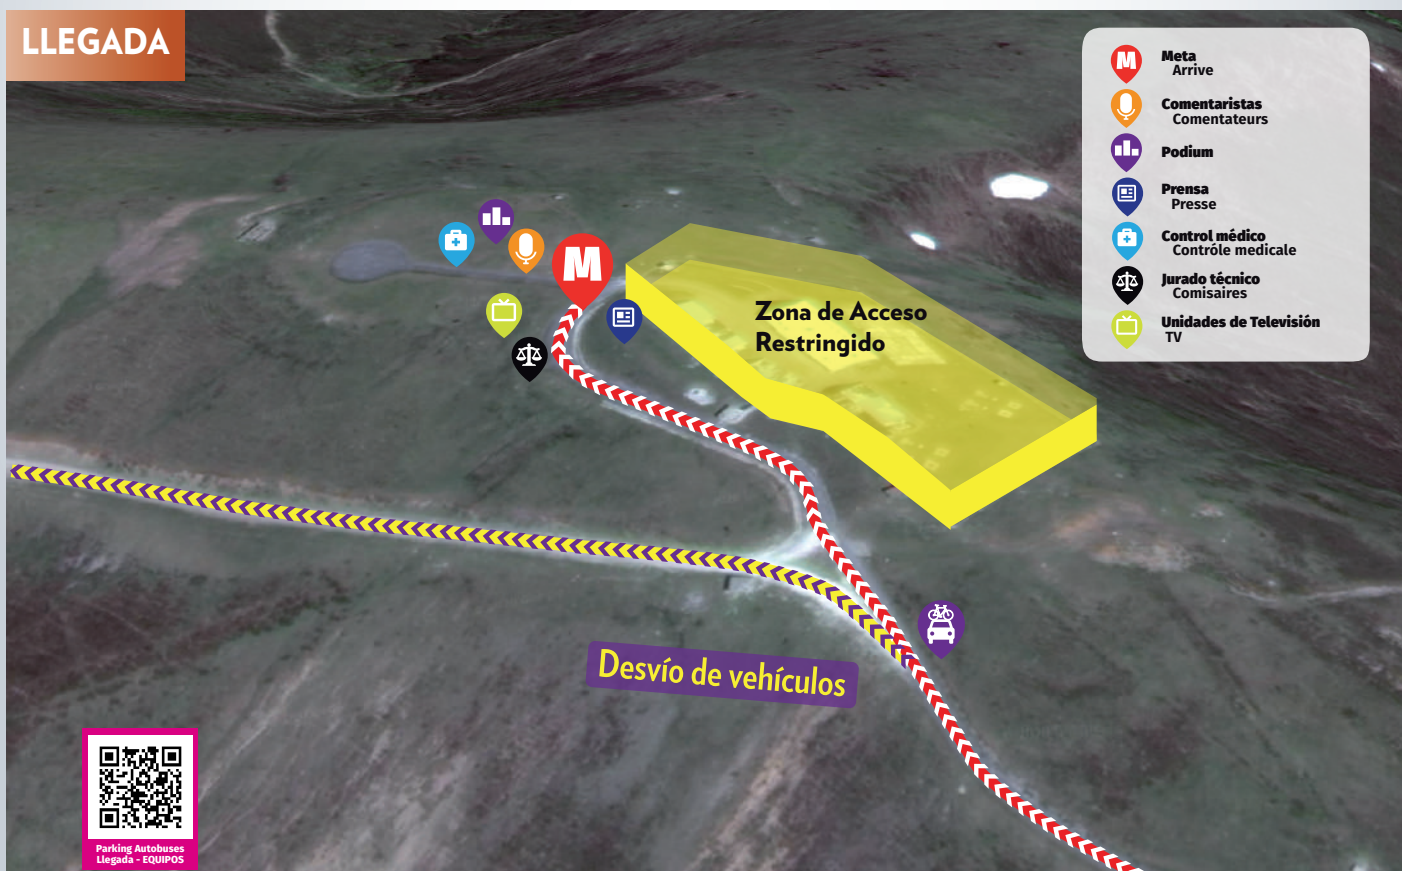 LLEGADA
M
Meta
Arrive
Comentaristas
Comentateurs
Podium
Prensa
Presse
Control médico
Contróle medicale
Jurado técnico
Comisaires
Unidades de Televisión
TV
M
Zona de Acceso
Restringido
Desvío de vehículos
Parking Autobuses
Llegada - EQUIPOS